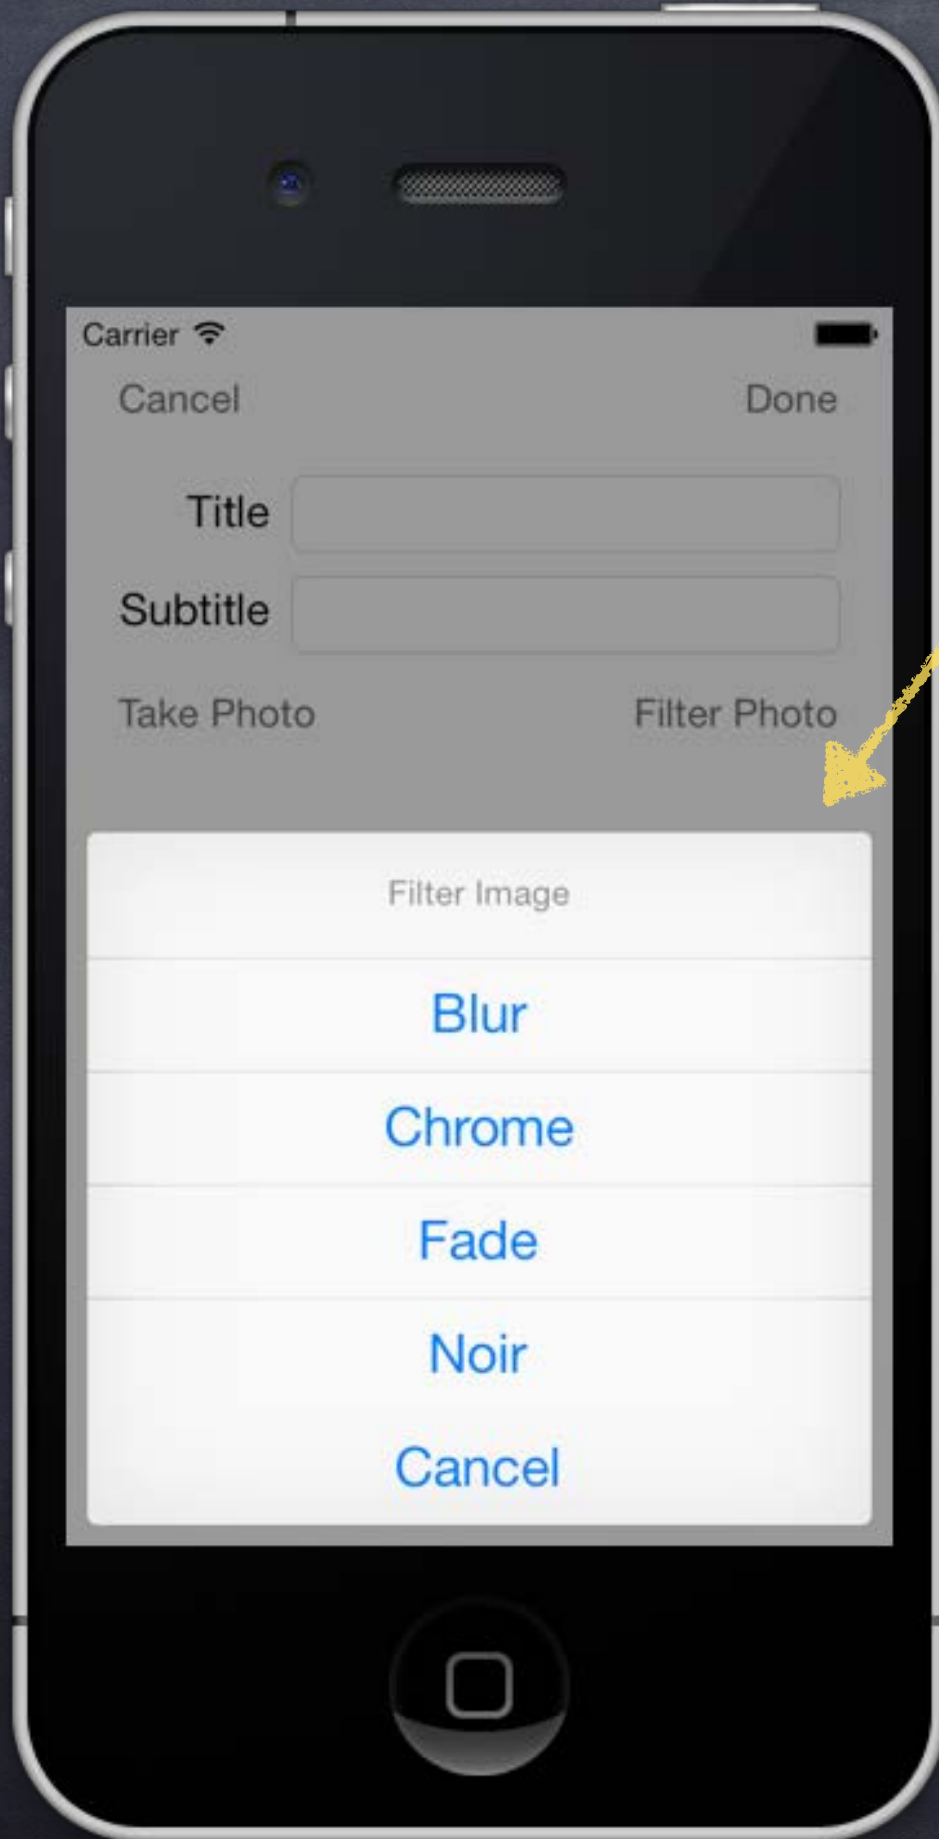 Carrier
Cancel Done
Title
Subtitle
Take Photo Filter Photo
Filter Image
Blur
Chrome
Fade
Noir
Cancel